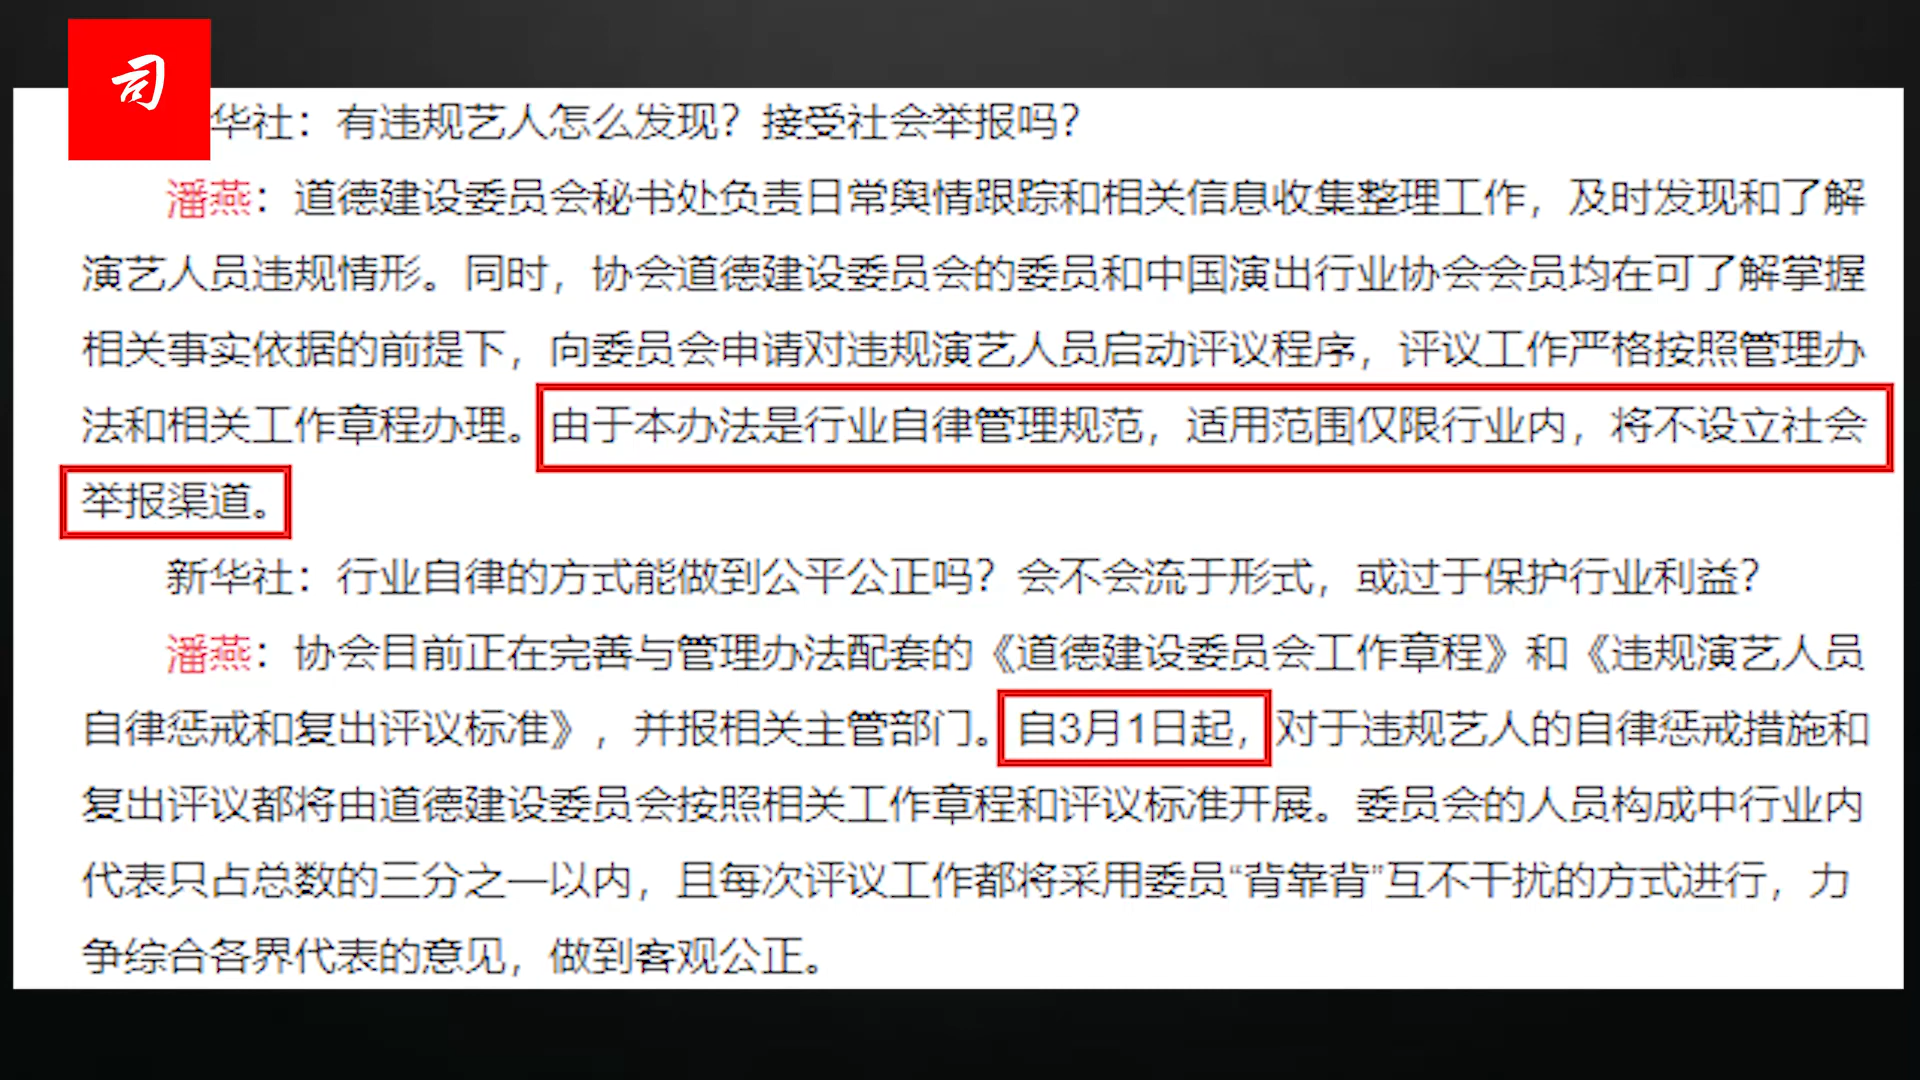 司
华社：有违规艺人怎么发现？接受社会举报吗？
潘燕：道德建设委员会秘书处负责日常舆情跟踪和相关信息收集整理工作，及时发现和了解
演艺人员违规情形。同时，协会道德建设委员会的委员和中国演出行业协会会员均在可了解掌握
相关事实依据的前提下，向委员会申请对违规演艺人员启动评议程序，评议工作严格按照管理办
法和相关工作章程办理。由于本办法是行业自律管理规范，适用范围仅限行业内，将不设立社会
举报渠道。
新华社：行业自律的方式能做到公平公正吗？会不会流于形式，或过于保护行业利益？
潘燕：协会目前正在完善与管理办法配套的《道德建设委员会工作章程》和《违规演艺人员
自律惩戒和复出评议标准》，并报相关主管部门。自3月1日起，对于违规艺人的自律惩戒措施和
复出评议都将由道德建设委员会按照相关工作章程和评议标准开展。委员会的人员构成中行业内
代表只占总数的三分之一以内，且每次评议工作都将采用委员“背靠背”互不干扰的方式进行，力
争综合各界代表的意见，做到客观公正。